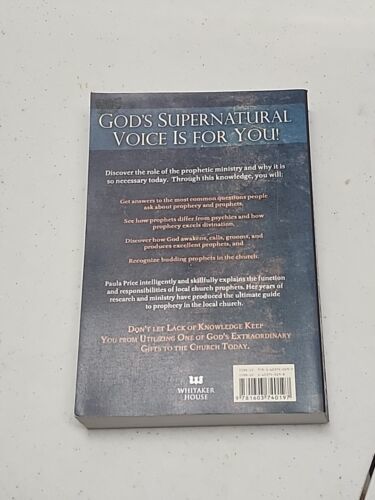 GOD'S SUPERNATURAL
VOICE IS FOR YOU!
Discover the role of the prophetic ministry and why it is
so necessary today. Through this knowledge, you will:
Get answers to the most common questions people
ask about prophecy and prophets,
See how prophets differ from psychics and how
prophecy excels divination,
Discover how God awakens, calls, grooms, and
produces excellent prophets, and
Recognize budding prophets in the church.
Paula Price intelligently and skillfully explains the function
and responsibilities of local church prophets. Her years of
research and ministry have produced the ultimate guide
to prophecy in the local church.
DON'T LET LACK OF KNOWLEDGE KEEP
YOU FROM UTILIZING ONE OF GOD'S EXTRAORDINARY
GIFTS TO THE CHURCH TODAY.
WHITAKER
HOUSE
9 781603 740197